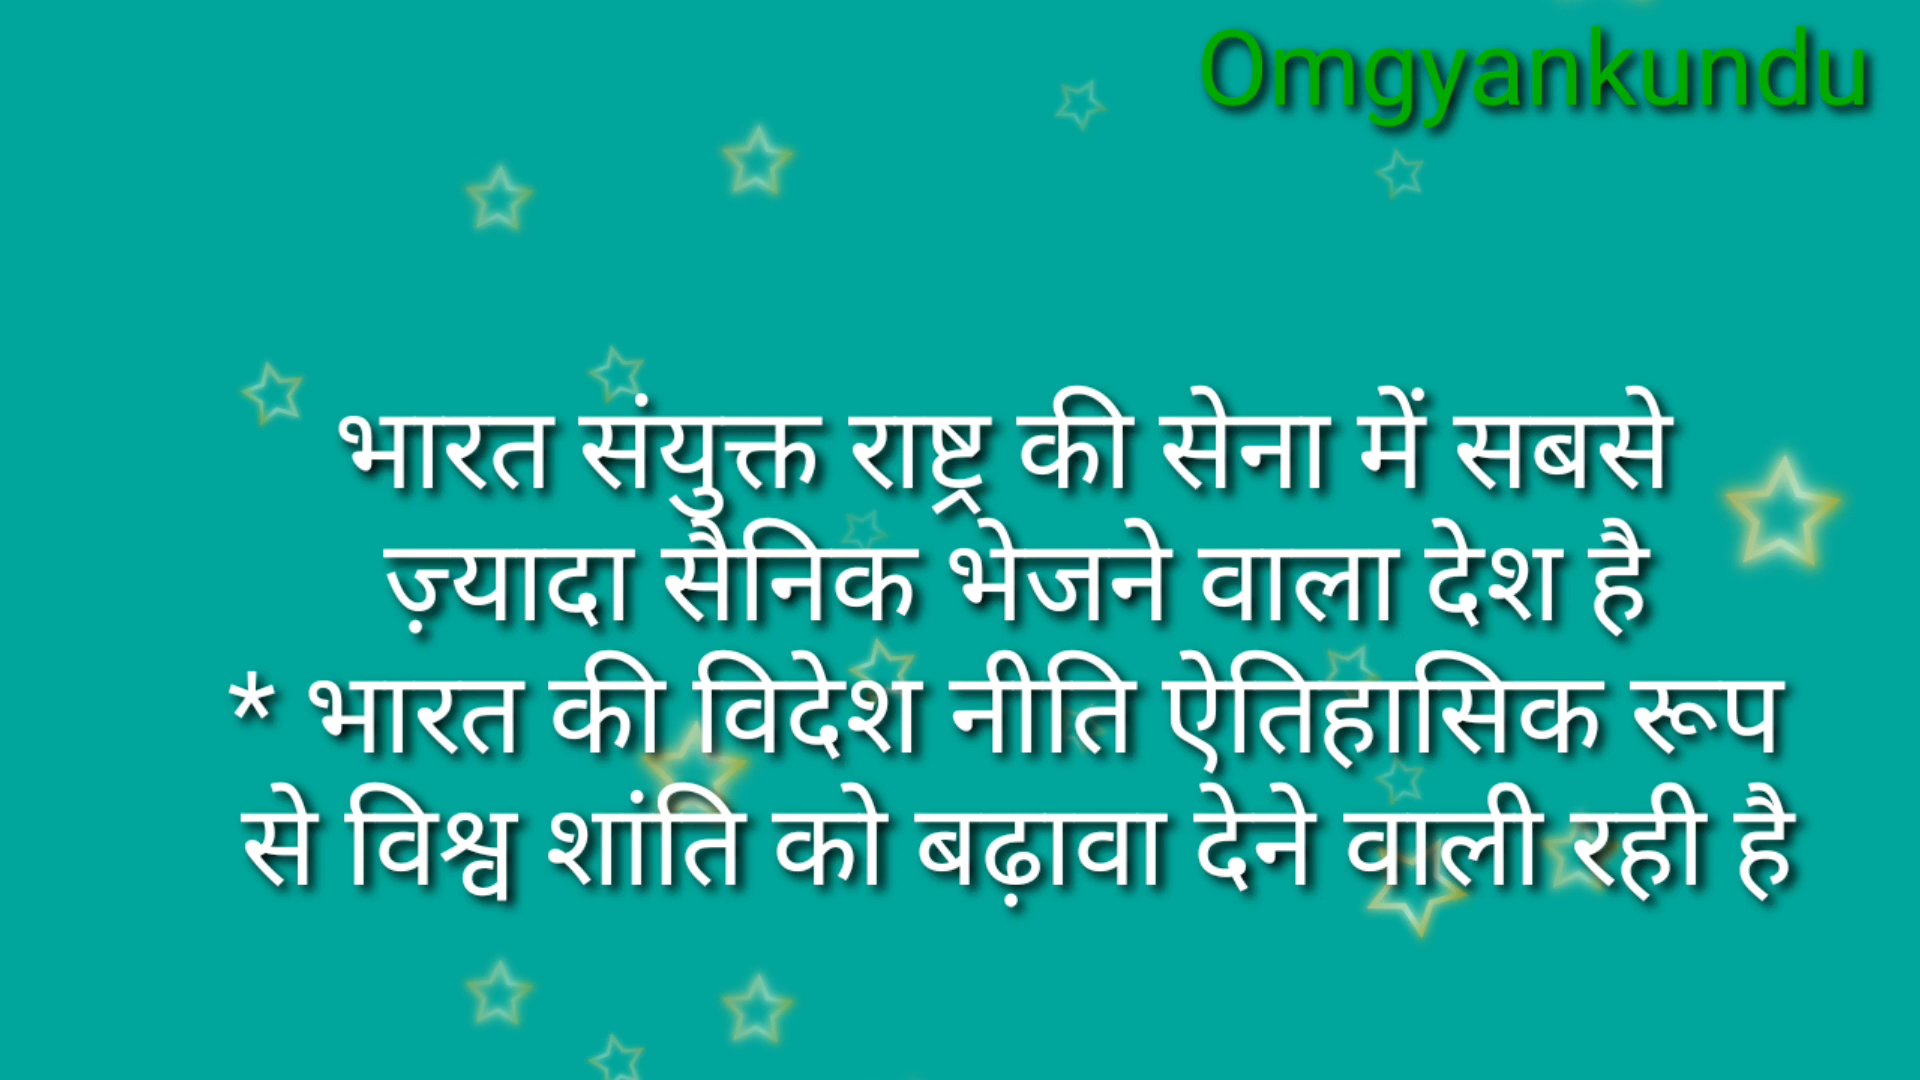 Omgyankundu
भारत संयुक्त राष्ट्र की सेना में सबसे
ज़्यादा सैनिक भेजने वाला देश है
* भारत की विदेश नीति ऐतिहासिक रूप
से विश्व शांति को बढ़ावा देने वाली रही है